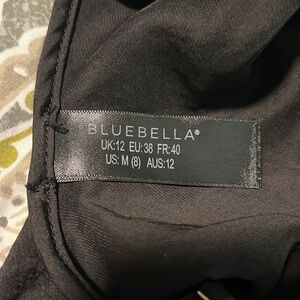 BLUEBELLA®
UK:12 EU:38 FR:40
US: M (8) AUS:12